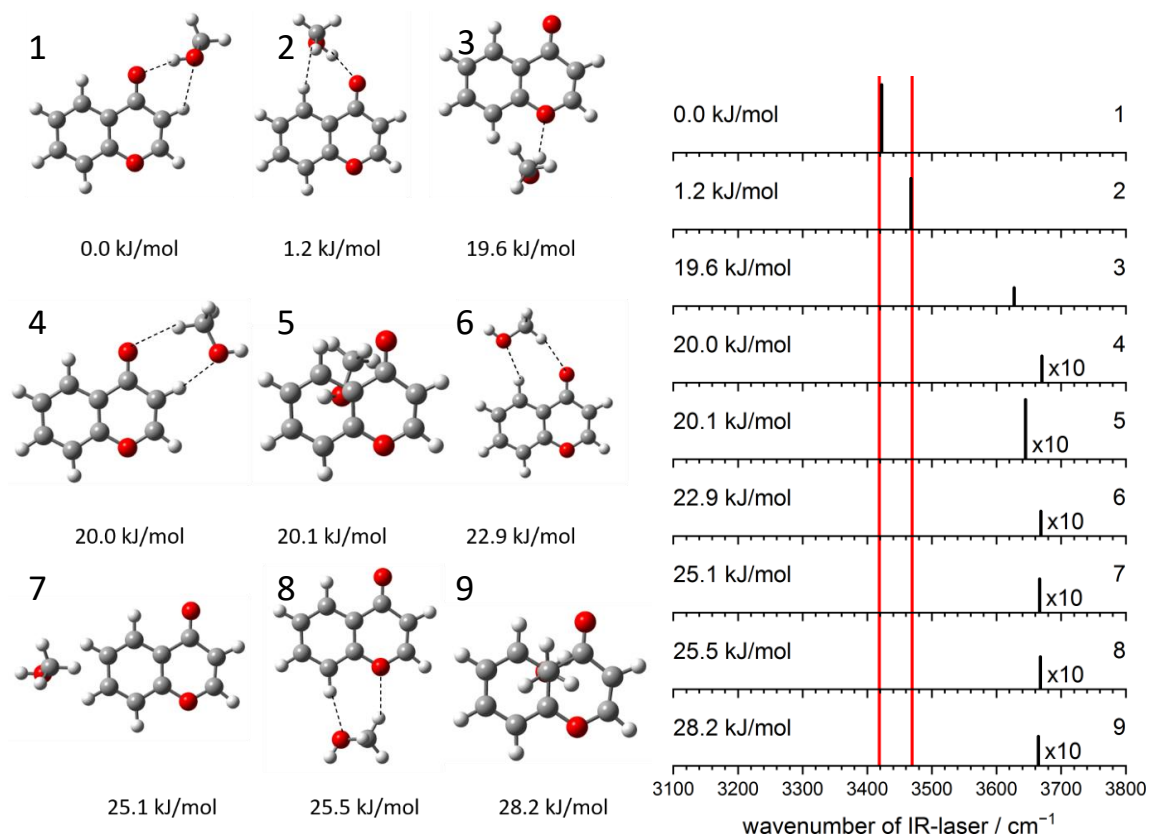 1
2
3
0.0 kJ/mol
1.2 kJ/mol
19.6 kJ/mol
4
5
6
20.0 kJ/mol
20.1 kJ/mol
22.9 kJ/mol
7
8
9
25.1 kJ/mol
25.5 kJ/mol
28.2 kJ/mol
0.0 kJ/mol 1
1.2 kJ/mol 2
19.6 kJ/mol 3
20.0 kJ/mol 4
x10
20.1 kJ/mol 5
x10
22.9 kJ/mol 6
x10
25.1 kJ/mol 7
x10
25.5 kJ/mol 8
x10
28.2 kJ/mol 9
x10
3100 3200 3300 3400 3500 3600 3700 3800
wavenumber of IR-laser / cm⁻¹